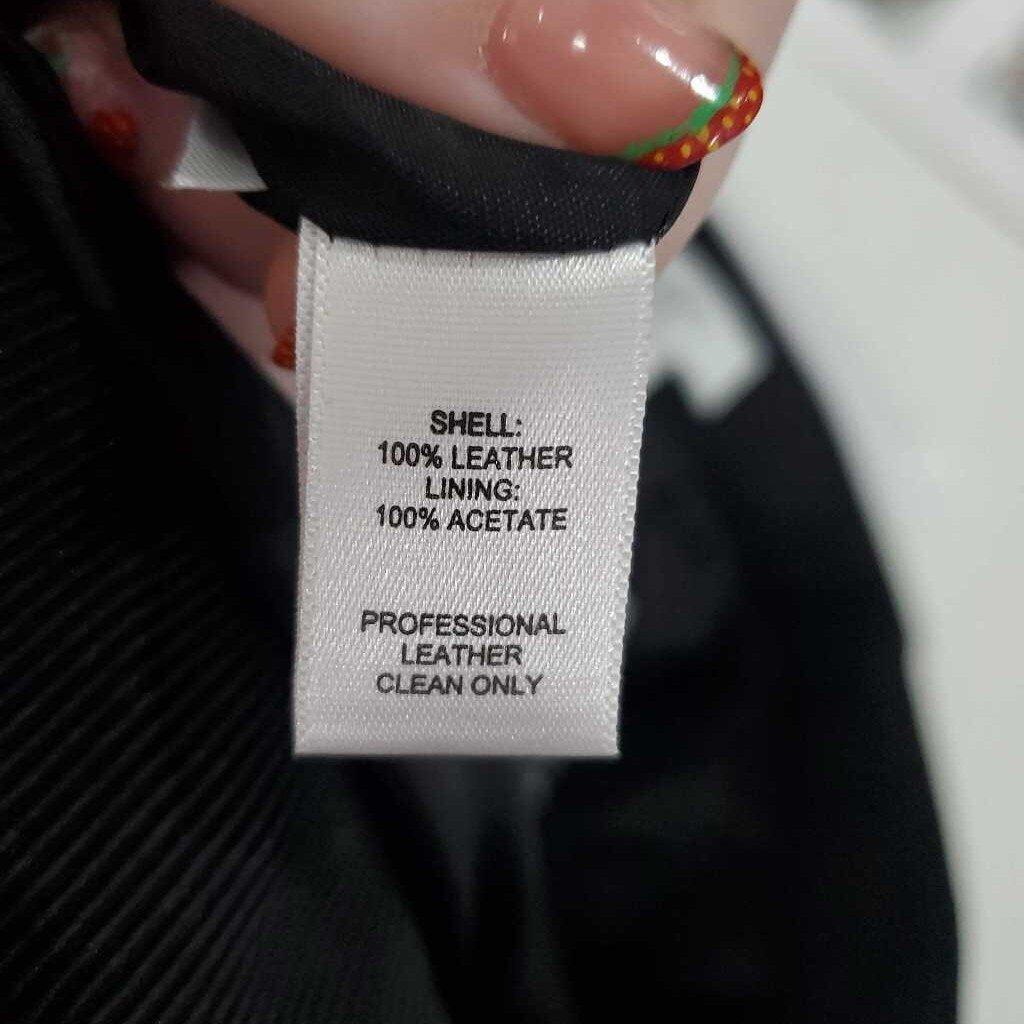 SHELL:
100% LEATHER
LINING:
100% ACETATE
PROFESSIONAL
LEATHER
CLEAN ONLY